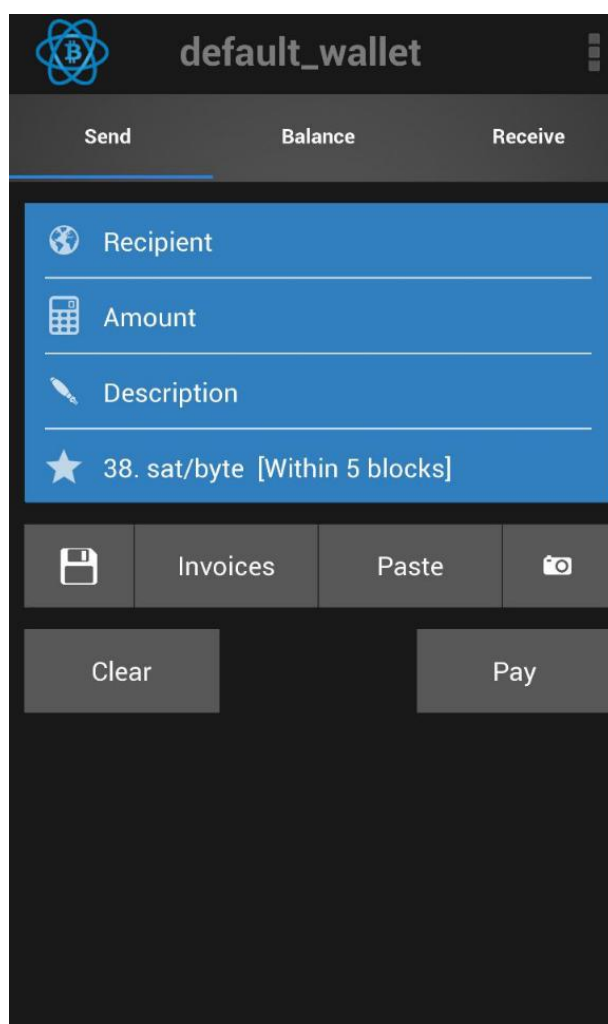 default_wallet
Send Balance Receive
Recipient
Amount
Description
38. sat/byte [Within 5 blocks]
Invoices Paste
Clear Pay